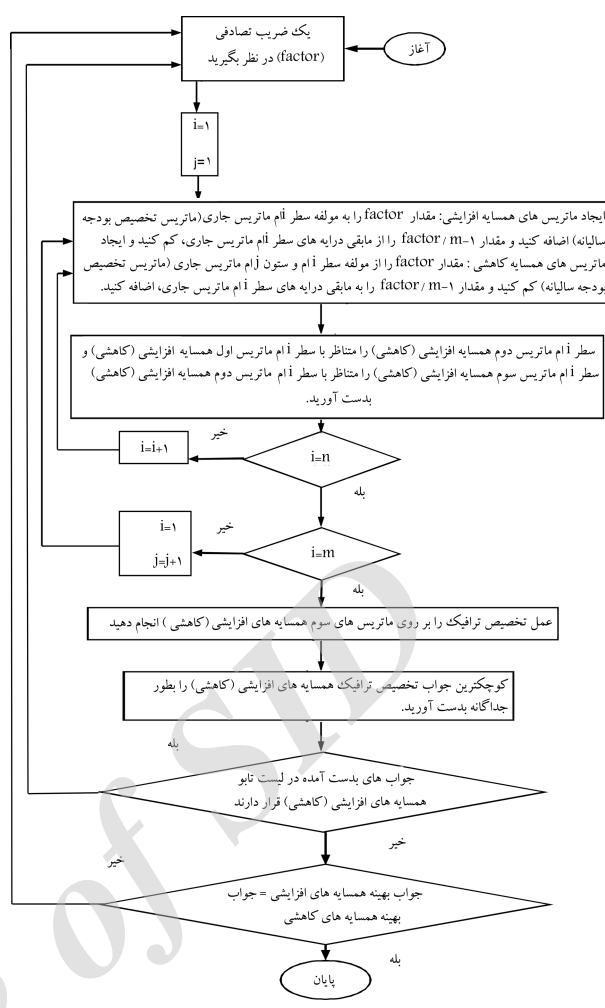 آغاز
یک ضریب تصادفی
(factor) در نظر بگیرید
i=۱
j=۱
ایجاد ماتریس های همسایه افزایشی: مقدار factor را به مولفه سطر iام ماتریس جاری(ماتریس تخصیص بودجه
سالیانه) اضافه کنید و مقدار factor/ m-۱ را از مابقی درایه های سطر iام ماتریس جاری، کم کنید و ایجاد
ماتریس های همسایه کاهشی : مقدار factor را از مولفه سطر i ام و ستون jام ماتریس جاری (ماتریس تخصیص
بودجه سالیانه) کم کنید و مقدار factor/ m-۱ را به مابقی درایه های سطر i ام ماتریس جاری، اضافه کنید.
سطر i ام ماتریس دوم همسایه افزایشی (کاهشی) را متناظر با سطر i ام ماتریس اول همسایه افزایشی (کاهشی) و
سطر i ام ماتریس سوم همسایه افزایشی (کاهشی) را متناظر با سطر i ام ماتریس دوم همسایه افزایشی (کاهشی)
بدست آورید.
i=n
خیر
i=i+۱
بله
i=m
خیر
i=۱
j=j+۱
بله
عمل تخصیص ترافیک را بر روی ماتریس های سوم همسایه های افزایشی (کاهشی ) انجام دهید
کوچکترین جواب تخصیص ترافیک همسایه های افزایشی (کاهشی) را بطور
جداگانه بدست آورید.
بله
جواب های بدست آمده در لیست تابو
همسایه های افزایشی (کاهشی) قرار دارند
خیر
خیر
جواب بهینه همسایه های افزایشی = جواب
بهینه همسایه های کاهشی
بله
پایان
of SID